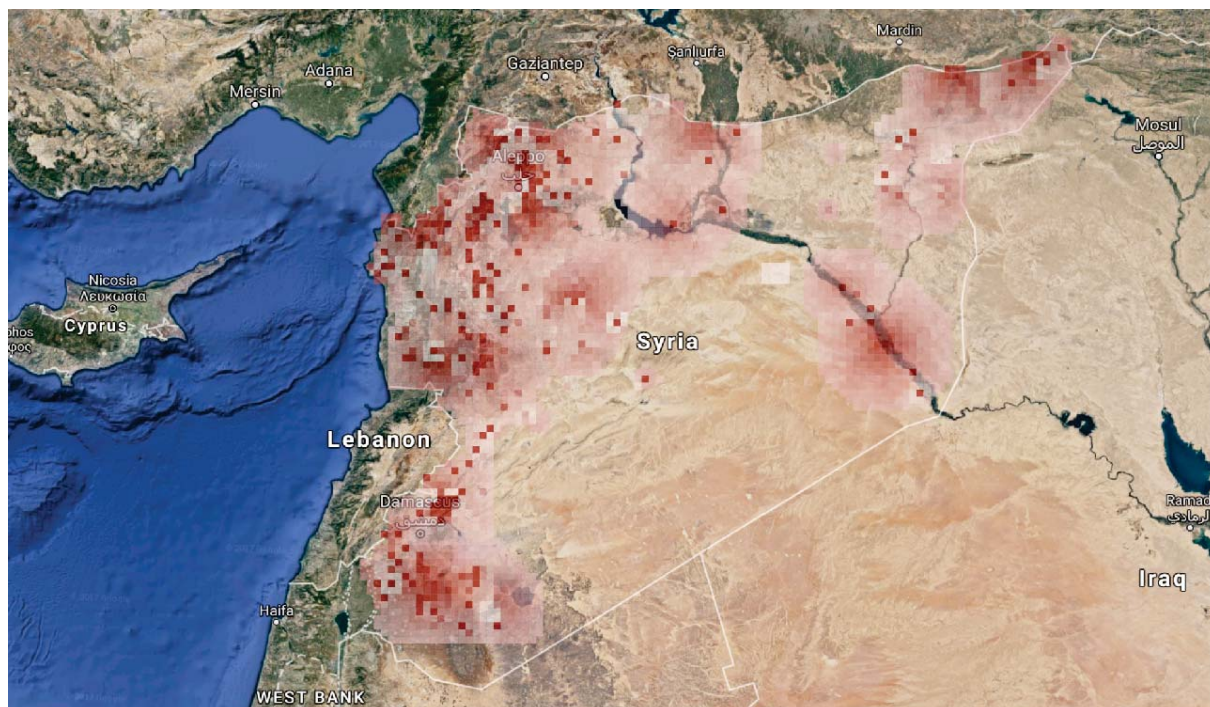 Mardin
Şanlıurfa
Gaziantep
Adana
Mersin
Mosul
الموصل
Aleppo
حلب
Nicosia
Λευκωσία
Cyprus
Syria
Lebanon
Damascus
دمشق
Ramad
الرمادي
Iraq
Haifa
WEST BANK